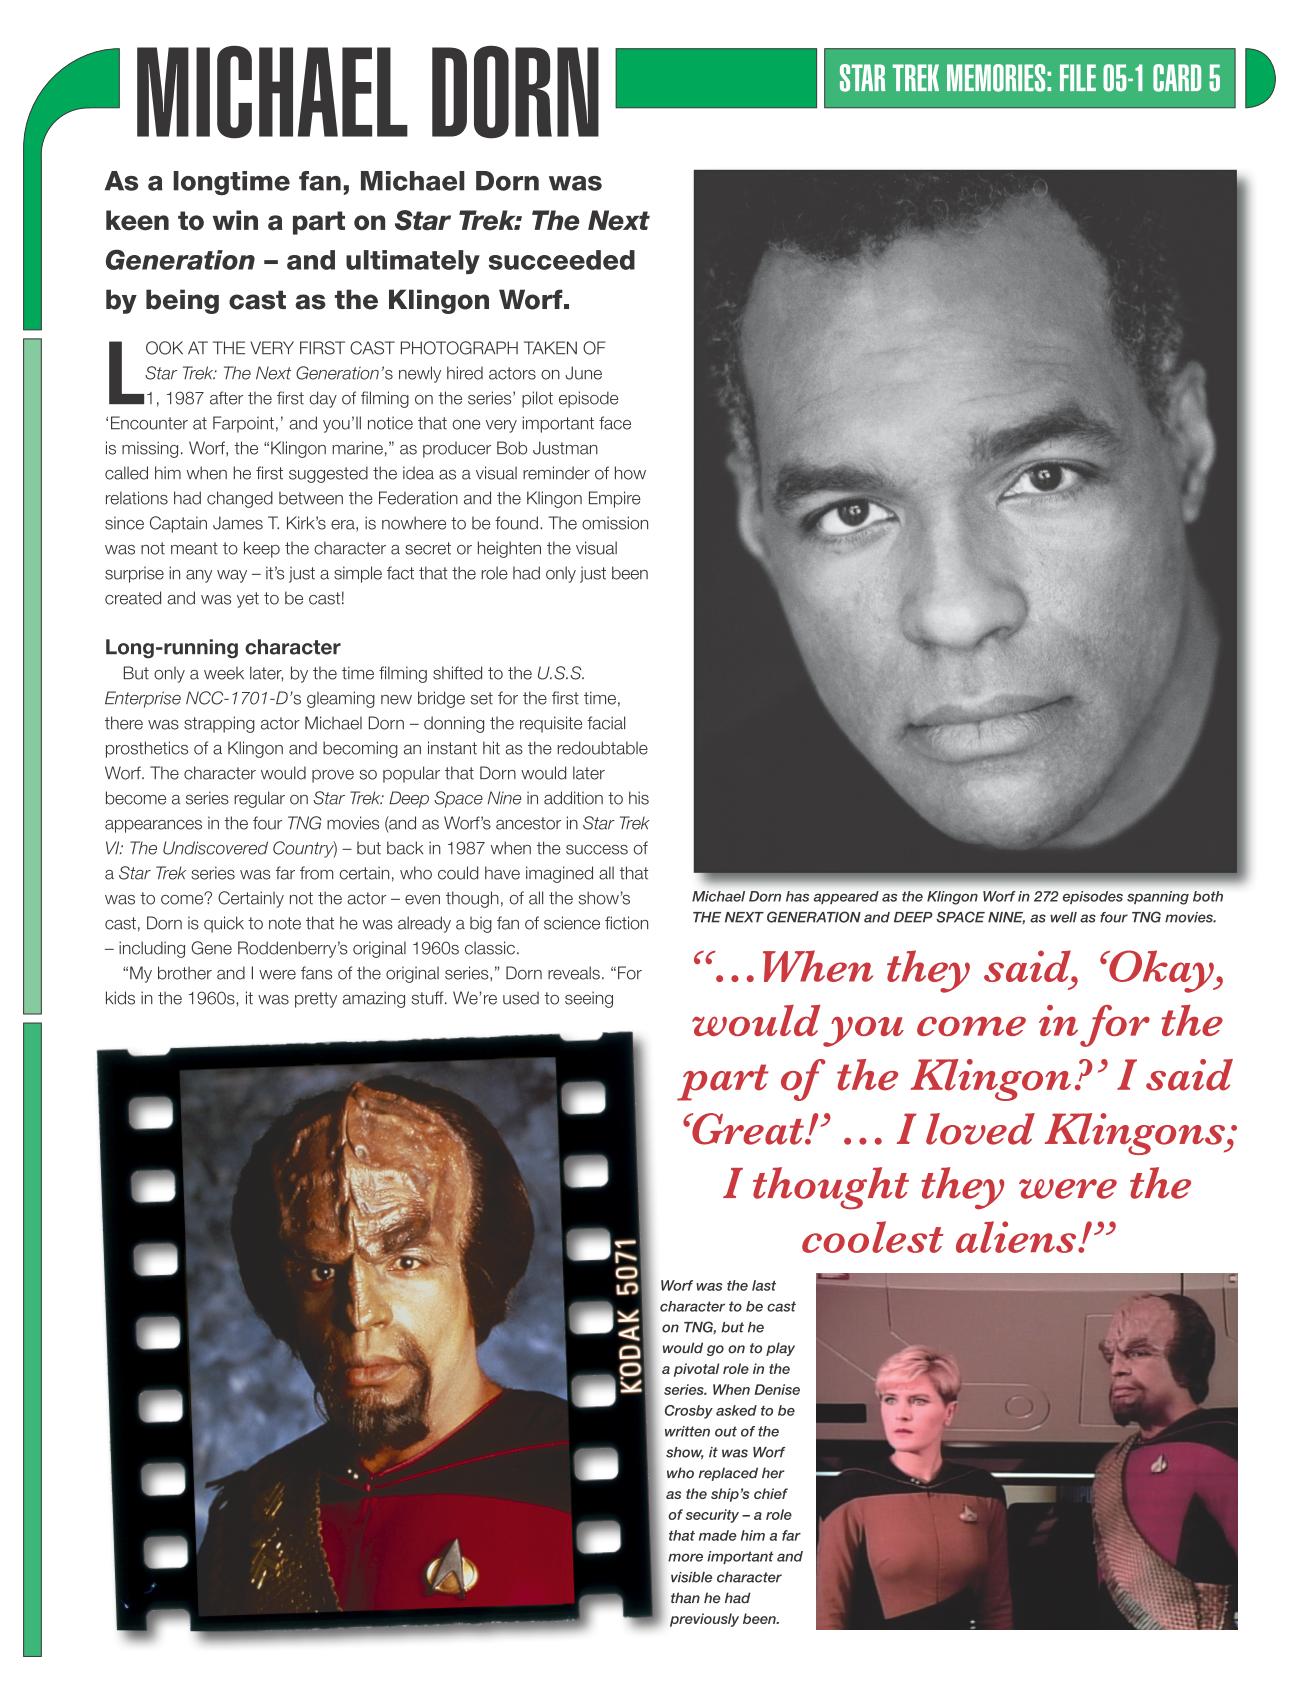 MICHAEL DORN
STAR TREK MEMORIES: FILE 05-1 CARD 5
As a longtime fan, Michael Dorn was
keen to win a part on Star Trek: The Next
Generation – and ultimately succeeded
by being cast as the Klingon Worf.
LOOK AT THE VERY FIRST CAST PHOTOGRAPH TAKEN OF
Star Trek: The Next Generation’s newly hired actors on June
1, 1987 after the first day of filming on the series’ pilot episode
‘Encounter at Farpoint,’ and you’ll notice that one very important face
is missing. Worf, the “Klingon marine,” as producer Bob Justman
called him when he first suggested the idea as a visual reminder of how
relations had changed between the Federation and the Klingon Empire
since Captain James T. Kirk’s era, is nowhere to be found. The omission
was not meant to keep the character a secret or heighten the visual
surprise in any way – it’s just a simple fact that the role had only just been
created and was yet to be cast!
Long-running character
But only a week later, by the time filming shifted to the U.S.S.
Enterprise NCC-1701-D’s gleaming new bridge set for the first time,
there was strapping actor Michael Dorn – donning the requisite facial
prosthetics of a Klingon and becoming an instant hit as the redoubtable
Worf. The character would prove so popular that Dorn would later
become a series regular on Star Trek: Deep Space Nine in addition to his
appearances in the four TNG movies (and as Worf’s ancestor in Star Trek
VI: The Undiscovered Country) – but back in 1987 when the success of
a Star Trek series was far from certain, who could have imagined all that
was to come? Certainly not the actor – even though, of all the show’s
cast, Dorn is quick to note that he was already a big fan of science fiction
– including Gene Roddenberry’s original 1960s classic.
“My brother and I were fans of the original series,” Dorn reveals. “For
kids in the 1960s, it was pretty amazing stuff. We’re used to seeing
Michael Dorn has appeared as the Klingon Worf in 272 episodes spanning both
THE NEXT GENERATION and DEEP SPACE NINE, as well as four TNG movies.
“…When they said, ‘Okay,
would you come in for the
part of the Klingon?’ I said
‘Great!’ … I loved Klingons;
I thought they were the
coolest aliens!”
KODAK 5071
Worf was the last
character to be cast
on TNG, but he
would go on to play
a pivotal role in the
series. When Denise
Crosby asked to be
written out of the
show, it was Worf
who replaced her
as the ship’s chief
of security – a role
that made him a far
more important and
visible character
than he had
previously been.